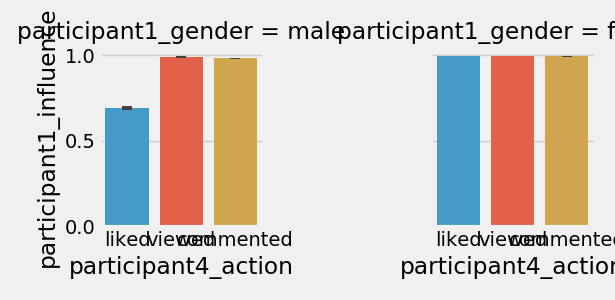 participant1_gender = male
participant1_gender = f
participant1_influence
1.0
0.5
0.0
liked viewed commented
liked viewed commented
participant4_action
participant4_action